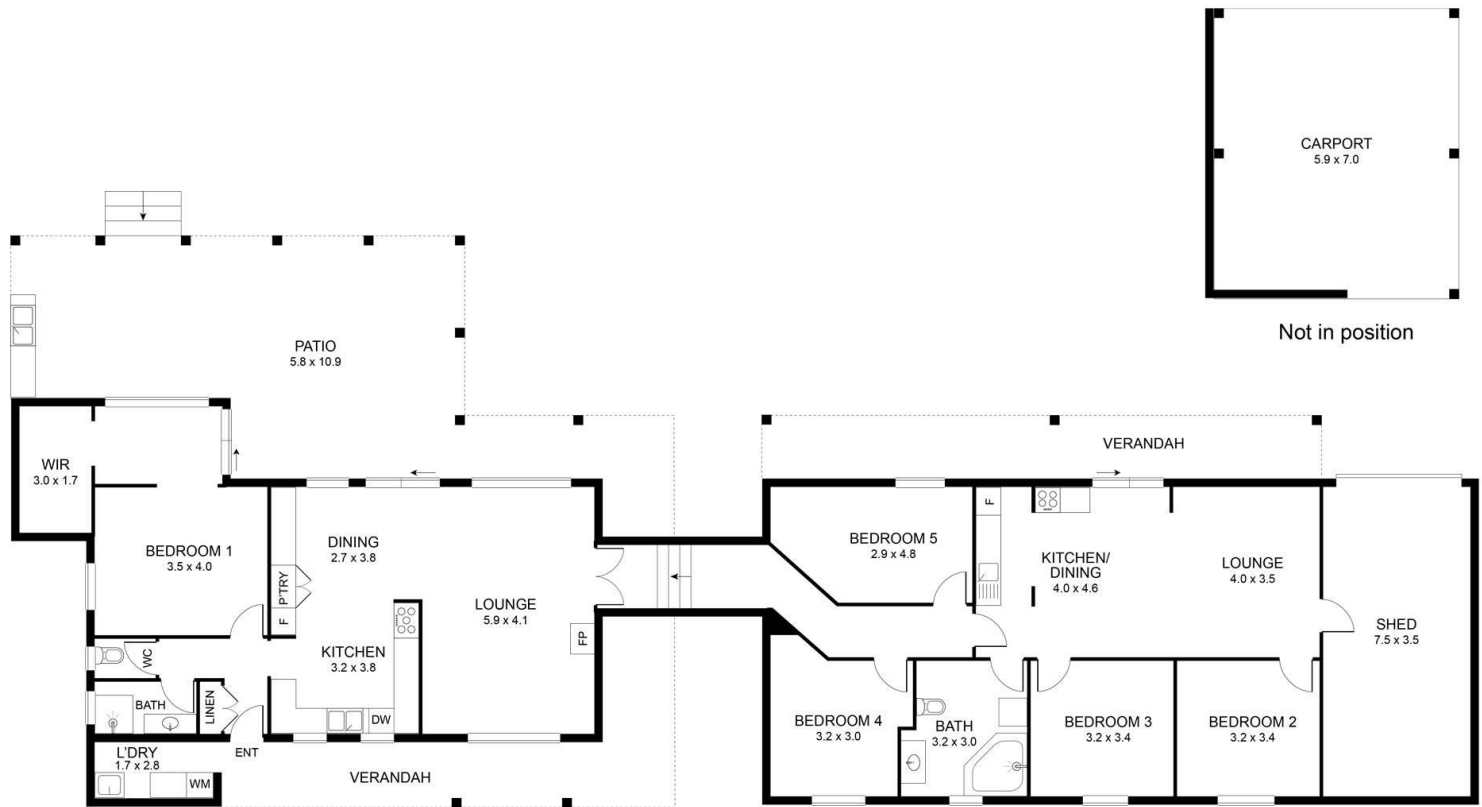 CARPORT
5.9 x 7.0
Not in position
PATIO
5.8 x 10.9
VERANDAH
WIR
3.0 x 1.7
BEDROOM 1
3.5 x 4.0
DINING
2.7 x 3.8
P'TRY
F
LOUNGE
5.9 x 4.1
FP
KITCHEN
3.2 x 3.8
DW
WC
BATH
LINEN
ENT
L'DRY
1.7 x 2.8
WM
VERANDAH
BEDROOM 5
2.9 x 4.8
F
KITCHEN/
DINING
4.0 x 4.6
LOUNGE
4.0 x 3.5
SHED
7.5 x 3.5
BEDROOM 4
3.2 x 3.0
BATH
3.2 x 3.0
BEDROOM 3
3.2 x 3.4
BEDROOM 2
3.2 x 3.4